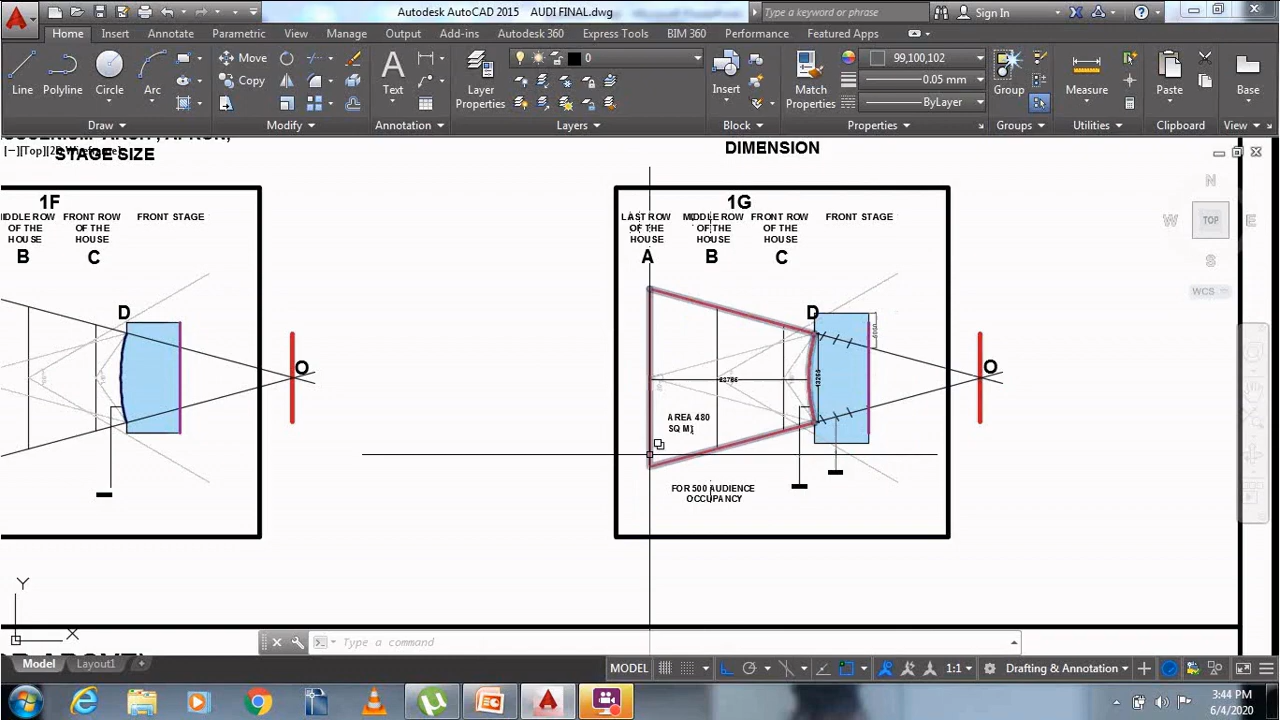 Autodesk AutoCAD 2015 AUDI FINAL.dwg
Type a keyword or phrase
Sign In
Home Insert Annotate Parametric View Manage Output Add-ins Autodesk 360 Express Tools BIM 360 Performance Featured Apps
Line Polyline Circle Arc
Move
Copy
Text
Layer
Properties
0
Insert
Match
Properties
99,100,102
0.05 mm
ByLayer
Group
Measure
Paste
Base
Draw Modify Annotation Layers Block Properties Groups Utilities Clipboard View
[−][Top][2D Wireframe]
STAGE SIZE
DIMENSION
1F
ROW FRONT ROW FRONT STAGE
OF THE OF THE
HOUSE HOUSE
B C
D
O
1G
LAST ROW MIDDLE ROW FRONT ROW FRONT STAGE
OF THE OF THE OF THE
HOUSE HOUSE HOUSE
A B C
D
O
AREA 480
SQ M
FOR 500 AUDIENCE
OCCUPANCY
N
W TOP E
S
WCS
Y
X
Type a command
Model Layout1
MODEL 1:1 Drafting & Annotation
3:44 PM
6/4/2020